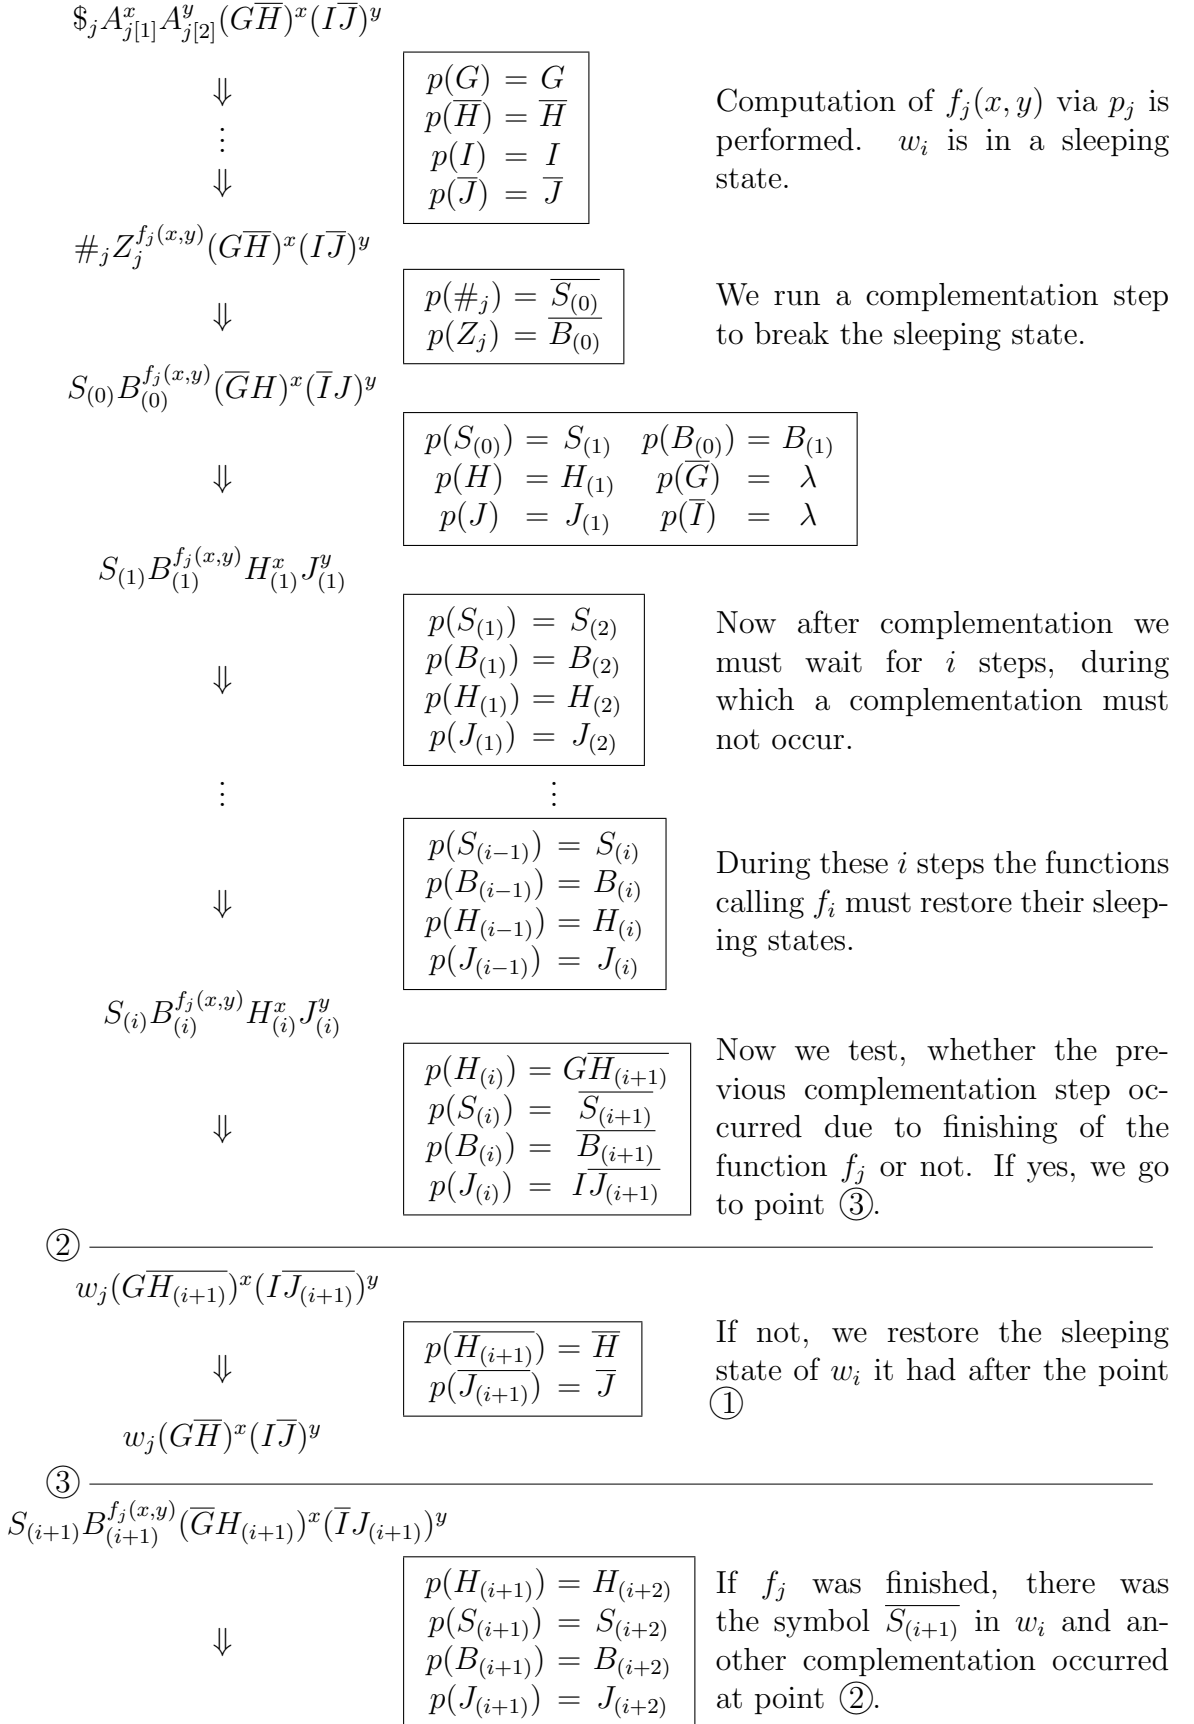 $\$_j A^x_{j[1]} A^y_{j[2]} (G\overline{H})^x (I\overline{J})^y$
⇓
⋮
⇓
$p(G) = G$
$p(\overline{H}) = \overline{H}$
$p(I) = I$
$p(\overline{J}) = \overline{J}$
Computation of $f_j(x, y)$ via $p_j$ is
performed. $w_i$ is in a sleeping
state.
$\#_j Z_j^{f_j(x,y)} (G\overline{H})^x (I\overline{J})^y$
⇓
$p(\#_j) = \overline{S_{(0)}}$
$p(Z_j) = \overline{B_{(0)}}$
We run a complementation step
to break the sleeping state.
$S_{(0)} B_{(0)}^{f_j(x,y)} (\overline{G}H)^x (\overline{I}J)^y$
⇓
$p(S_{(0)}) = S_{(1)}$ $p(B_{(0)}) = B_{(1)}$
$p(H) = H_{(1)}$ $p(\overline{G}) = \lambda$
$p(J) = J_{(1)}$ $p(\overline{I}) = \lambda$
$S_{(1)} B_{(1)}^{f_j(x,y)} H_{(1)}^x J_{(1)}^y$
⇓
$p(S_{(1)}) = S_{(2)}$
$p(B_{(1)}) = B_{(2)}$
$p(H_{(1)}) = H_{(2)}$
$p(J_{(1)}) = J_{(2)}$
Now after complementation we
must wait for $i$ steps, during
which a complementation must
not occur.
⋮ ⋮
⇓
$p(S_{(i-1)}) = S_{(i)}$
$p(B_{(i-1)}) = B_{(i)}$
$p(H_{(i-1)}) = H_{(i)}$
$p(J_{(i-1)}) = J_{(i)}$
During these $i$ steps the functions
calling $f_i$ must restore their sleep-
ing states.
$S_{(i)} B_{(i)}^{f_j(x,y)} H_{(i)}^x J_{(i)}^y$
⇓
$p(H_{(i)}) = G\overline{H_{(i+1)}}$
$p(S_{(i)}) = \overline{S_{(i+1)}}$
$p(B_{(i)}) = \overline{B_{(i+1)}}$
$p(J_{(i)}) = I\overline{J_{(i+1)}}$
Now we test, whether the pre-
vious complementation step oc-
curred due to finishing of the
function $f_j$ or not. If yes, we go
to point ③.
②
$w_j (G\overline{H_{(i+1)}})^x (I\overline{J_{(i+1)}})^y$
⇓
$p(\overline{H_{(i+1)}}) = \overline{H}$
$p(\overline{J_{(i+1)}}) = \overline{J}$
If not, we restore the sleeping
state of $w_i$ it had after the point
①
$w_j (G\overline{H})^x (I\overline{J})^y$
③
$S_{(i+1)} B_{(i+1)}^{f_j(x,y)} (\overline{G}H_{(i+1)})^x (\overline{I}J_{(i+1)})^y$
⇓
$p(H_{(i+1)}) = H_{(i+2)}$
$p(S_{(i+1)}) = S_{(i+2)}$
$p(B_{(i+1)}) = B_{(i+2)}$
$p(J_{(i+1)}) = J_{(i+2)}$
If $f_j$ was finished, there was
the symbol $\overline{S_{(i+1)}}$ in $w_i$ and an-
other complementation occurred
at point ②.